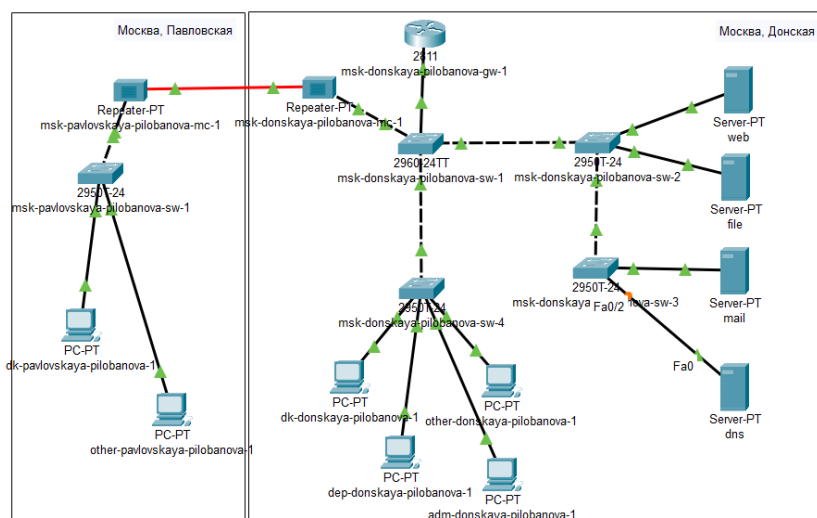 Москва, Павловская
Москва, Донская
2811
msk-donskaya-pilobanova-gw-1
Repeater-PT
msk-pavlovskaya-pilobanova-mc-1
Repeater-PT
msk-donskaya-pilobanova-mc-1
2960-24TT
msk-donskaya-pilobanova-sw-1
2950T-24
msk-donskaya-pilobanova-sw-2
Server-PT
web
2950T-24
msk-pavlovskaya-pilobanova-sw-1
Server-PT
file
2950T-24
msk-donskaya
nova-sw-3
Fa0/2
Server-PT
mail
2950T-24
msk-donskaya-pilobanova-sw-4
PC-PT
dk-pavlovskaya-pilobanova-1
Fa0
PC-PT
dk-donskaya-pilobanova-1
PC-PT
other-donskaya-pilobanova-1
Server-PT
dns
PC-PT
other-pavlovskaya-pilobanova-1
PC-PT
dep-donskaya-pilobanova-1
PC-PT
adm-donskaya-pilobanova-1